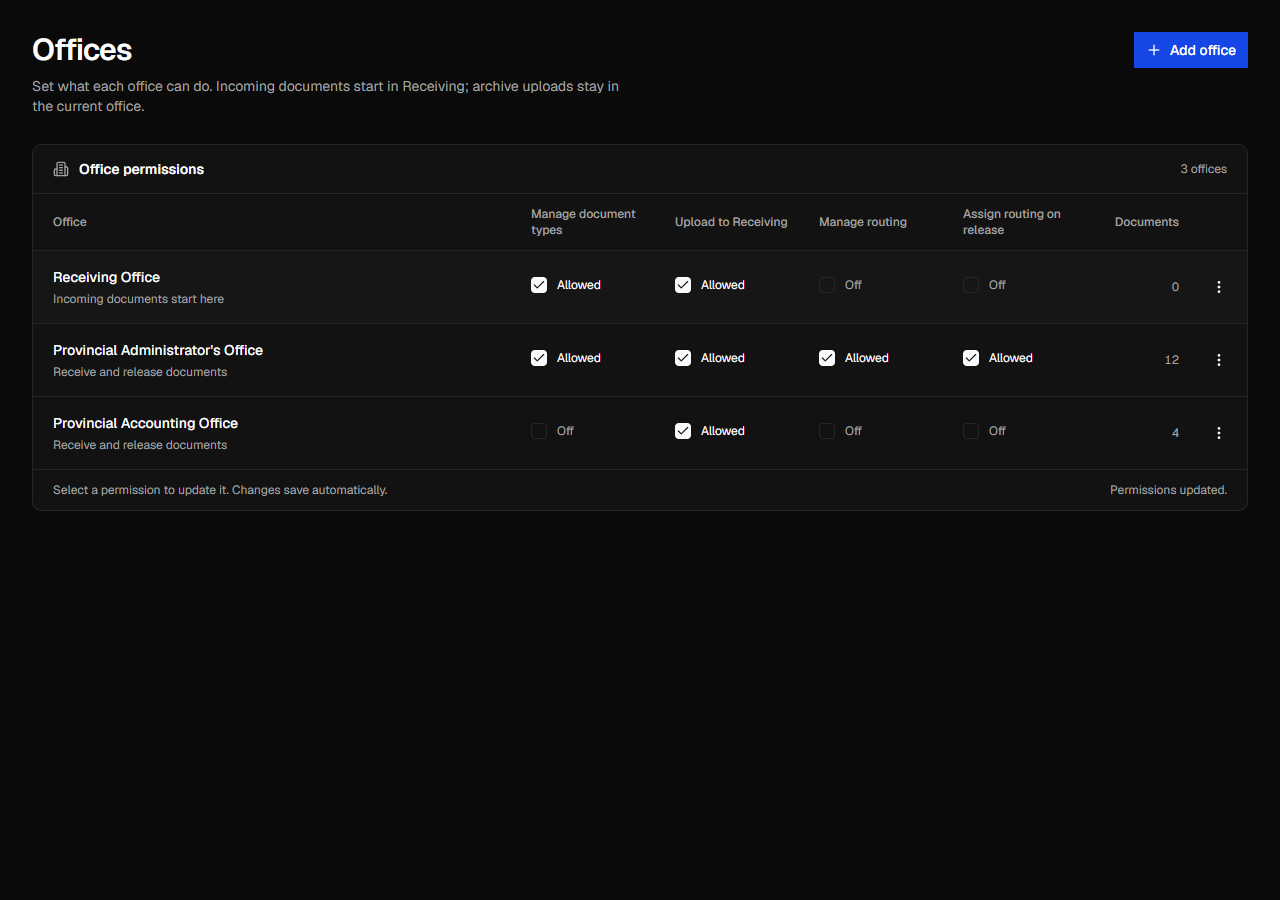 Offices
Add office
Set what each office can do. Incoming documents start in Receiving; archive uploads stay in
the current office.
Office permissions
3 offices
Office
Manage document
types
Upload to Receiving
Manage routing
Assign routing on
release
Documents
Receiving Office
Incoming documents start here
Allowed
Allowed
Off
Off
0
Provincial Administrator's Office
Receive and release documents
Allowed
Allowed
Allowed
Allowed
12
Provincial Accounting Office
Receive and release documents
Off
Allowed
Off
Off
4
Select a permission to update it. Changes save automatically.
Permissions updated.